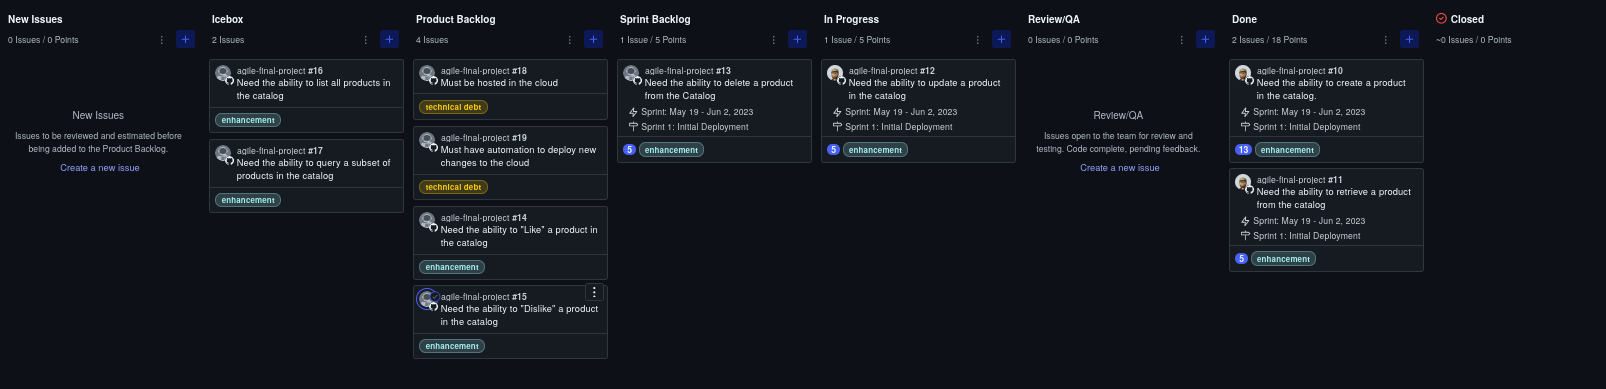 New Issues
0 Issues / 0 Points
New Issues
Issues to be reviewed and estimated before
being added to the Product Backlog.
Create a new issue
Icebox
2 Issues
agile-final-project #16
Need the ability to list all products in
the catalog
enhancement
agile-final-project #17
Need the ability to query a subset of
products in the catalog
enhancement
Product Backlog
4 Issues
agile-final-project #18
Must be hosted in the cloud
technical debt
agile-final-project #19
Must have automation to deploy new
changes to the cloud
technical debt
agile-final-project #14
Need the ability to "Like" a product in
the catalog
enhancement
agile-final-project #15
Need the ability to "Dislike" a product
in the catalog
enhancement
Sprint Backlog
1 Issue / 5 Points
agile-final-project #13
Need the ability to delete a product
from the Catalog
Sprint: May 19 - Jun 2, 2023
Sprint 1: Initial Deployment
5 enhancement
In Progress
1 Issue / 5 Points
agile-final-project #12
Need the ability to update a product
in the catalog
Sprint: May 19 - Jun 2, 2023
Sprint 1: Initial Deployment
5 enhancement
Review/QA
0 Issues / 0 Points
Review/QA
Issues open to the team for review and
testing. Code complete, pending feedback.
Create a new issue
Done
2 Issues / 18 Points
agile-final-project #10
Need the ability to create a product
in the catalog.
Sprint: May 19 - Jun 2, 2023
Sprint 1: Initial Deployment
13 enhancement
agile-final-project #11
Need the ability to retrieve a product
from the catalog
Sprint: May 19 - Jun 2, 2023
Sprint 1: Initial Deployment
5 enhancement
Closed
~0 Issues / 0 Points